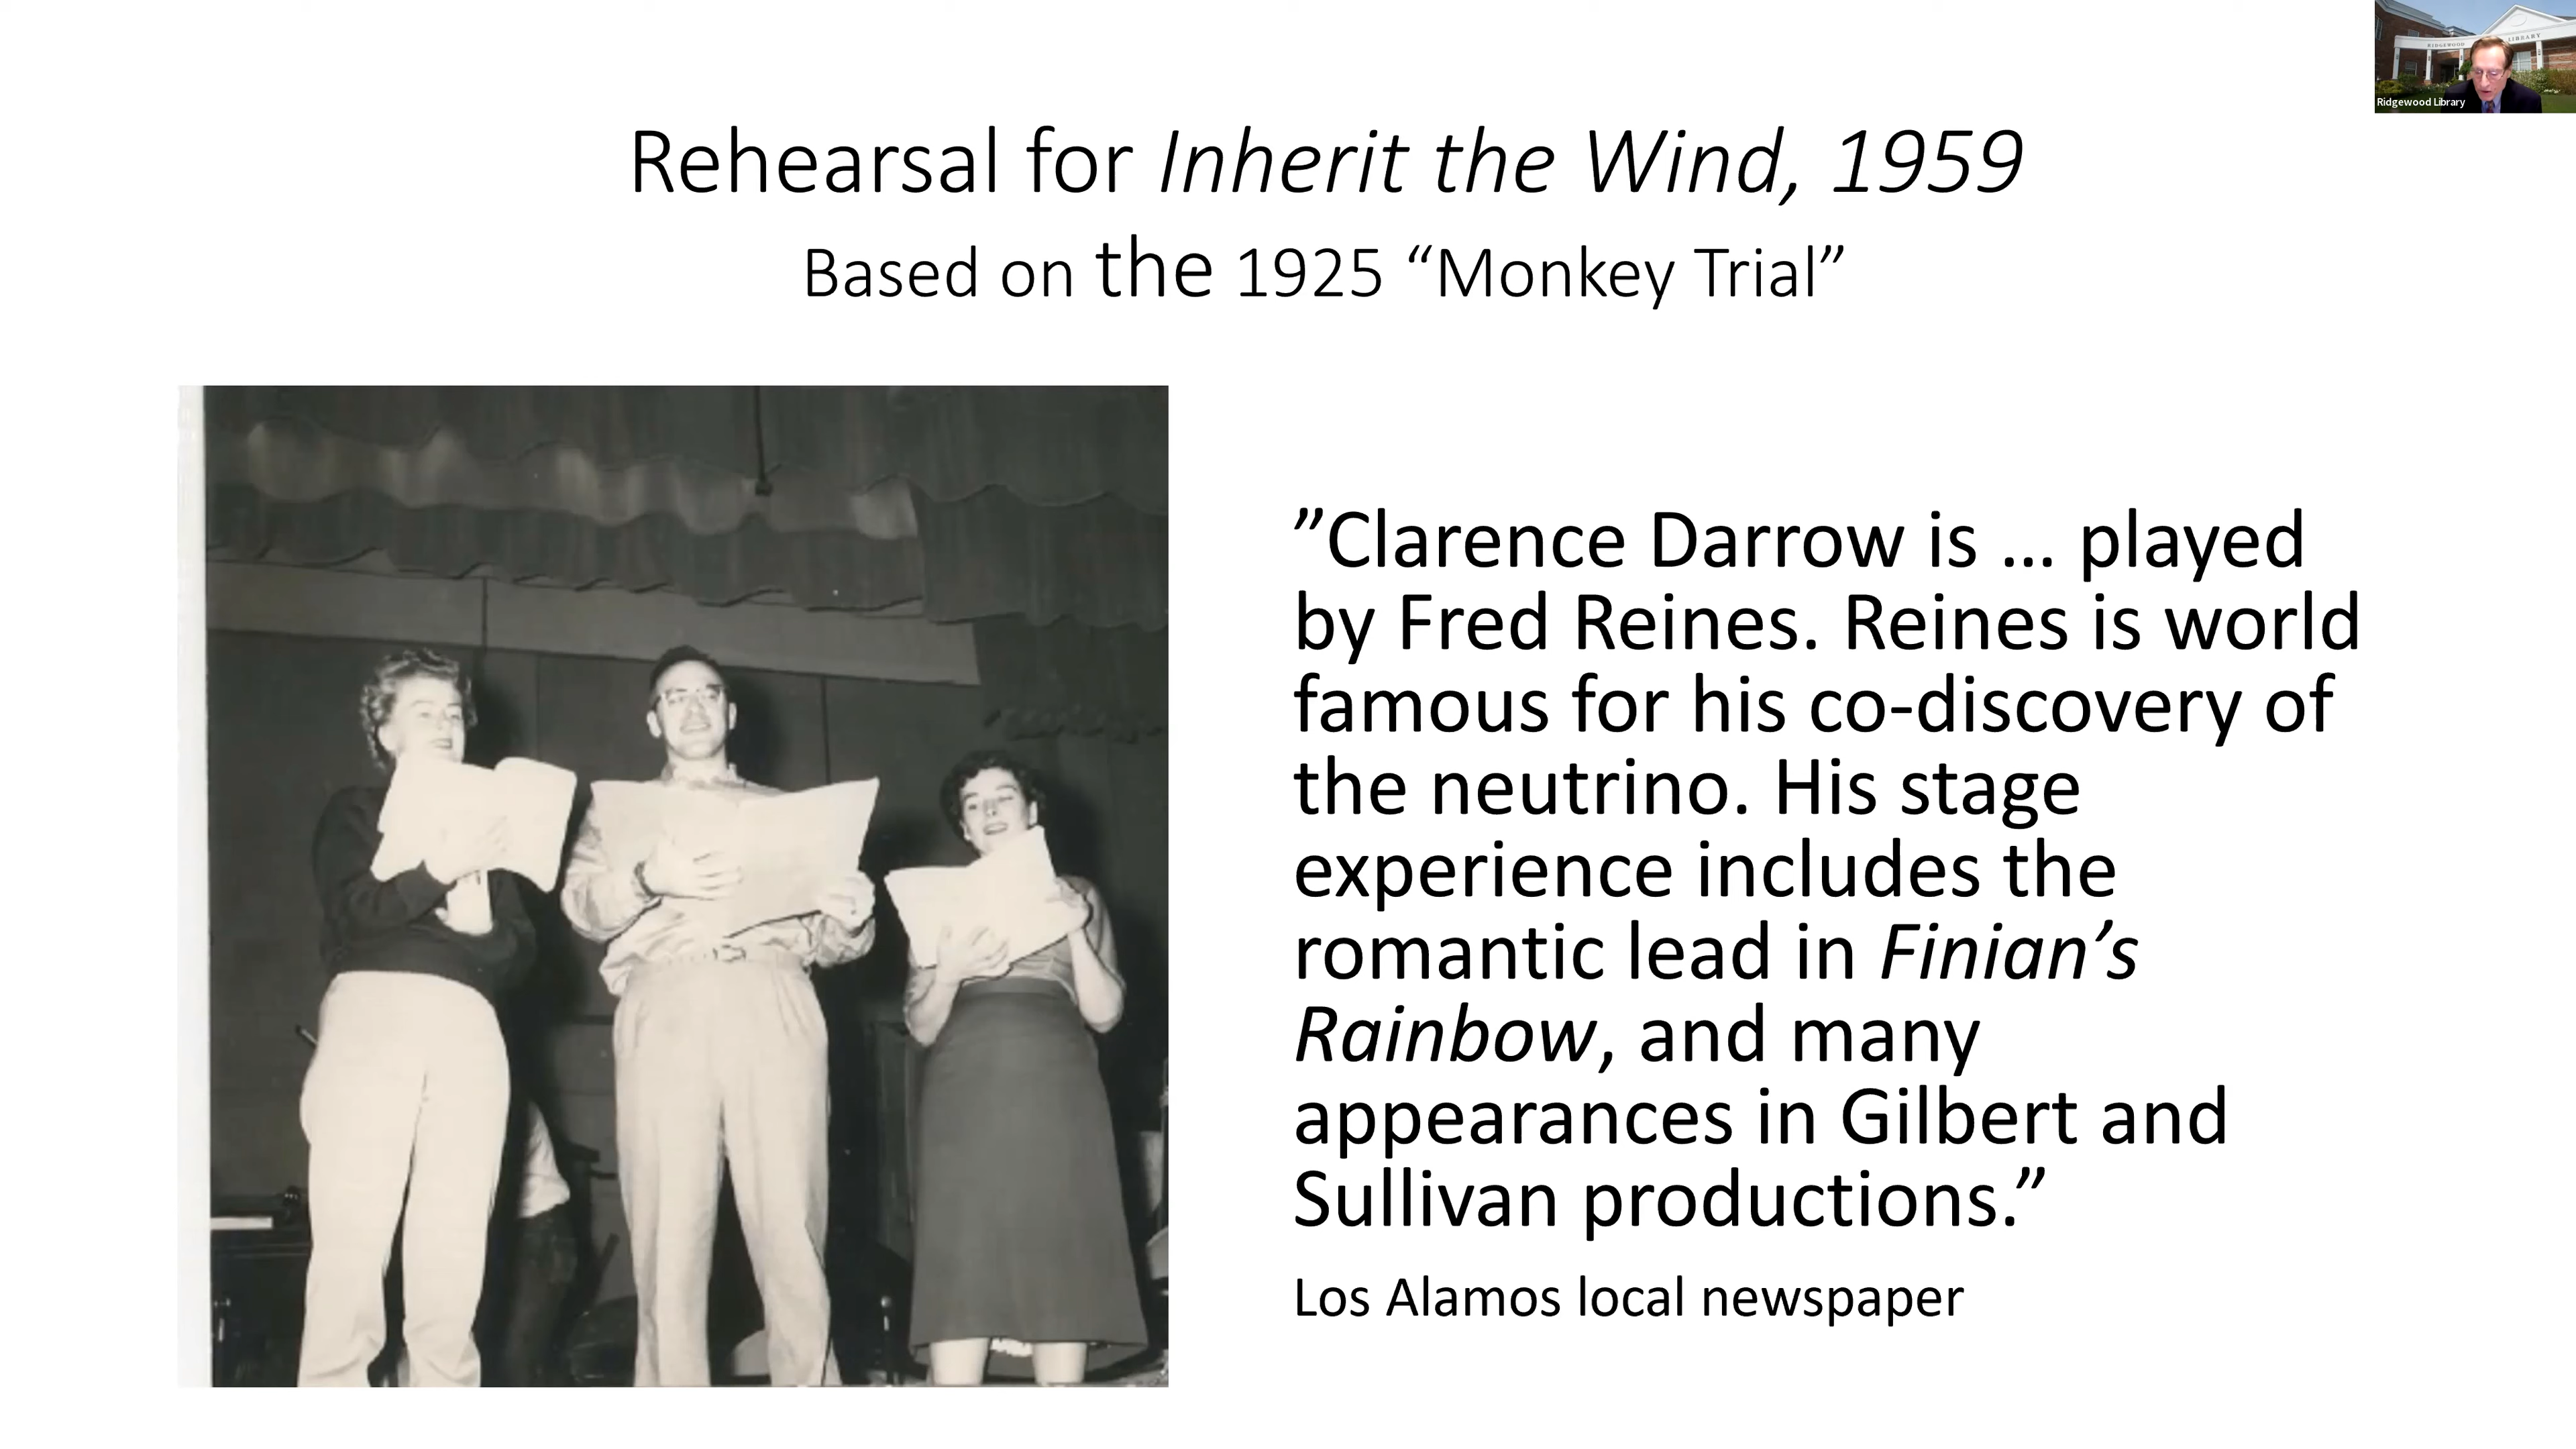 RIDGEWOOD LIBRARY
Ridgewood Library
Rehearsal for Inherit the Wind, 1959
Based on the 1925 “Monkey Trial”
”Clarence Darrow is ... played
by Fred Reines. Reines is world
famous for his co-discovery of
the neutrino. His stage
experience includes the
romantic lead in Finian’s
Rainbow, and many
appearances in Gilbert and
Sullivan productions.”
Los Alamos local newspaper